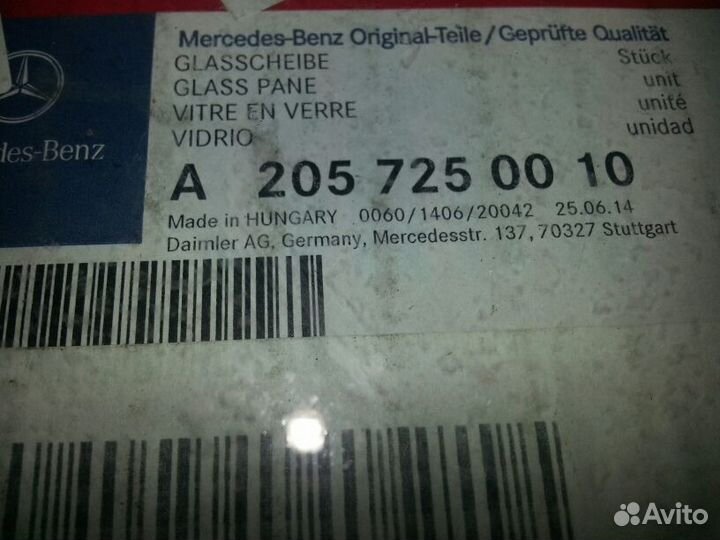 Mercedes-Benz Original-Teile/Geprüfte Qualität
GLASSCHEIBE Stück
GLASS PANE unit
VITRE EN VERRE unité
VIDRIO unidad
des-Benz
A 205 725 00 10
Made in HUNGARY 0060/1406/20042 25.06.14
Daimler AG, Germany, Mercedesstr. 137, 70327 Stuttgart
Avito